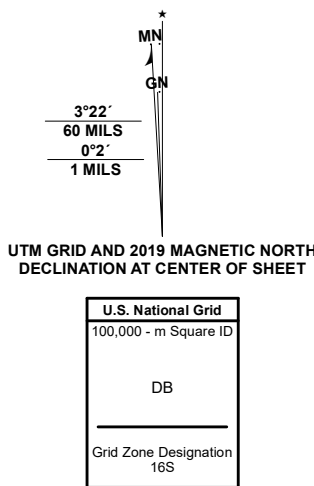 ★
MN
GN
3°22´
60 MILS
0°2´
1 MILS
UTM GRID AND 2019 MAGNETIC NORTH
DECLINATION AT CENTER OF SHEET
U.S. National Grid
100,000 - m Square ID
DB
Grid Zone Designation
16S